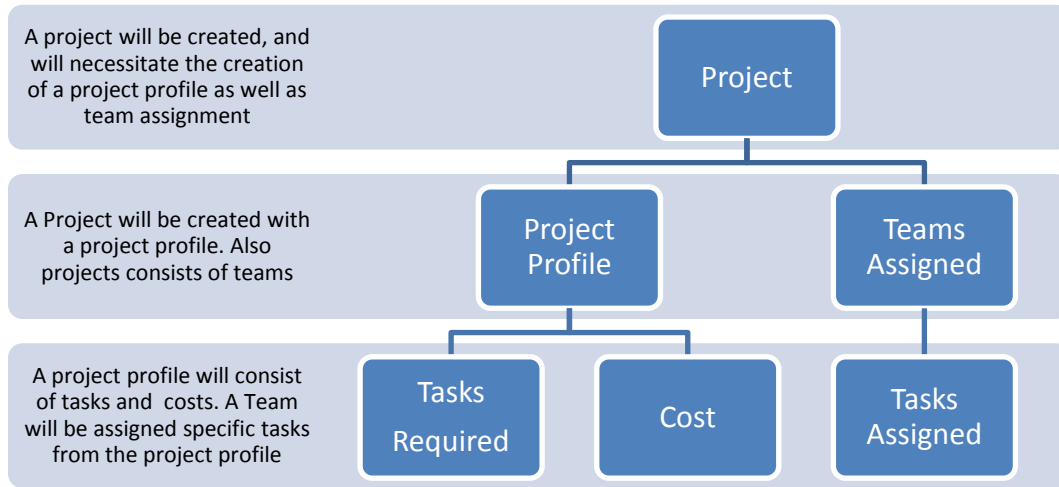 A project will be created, and
will necessitate the creation
of a project profile as well as
team assignment
Project
A Project will be created with
a project profile. Also
projects consists of teams
Project
Profile
Teams
Assigned
A project profile will consist
of tasks and costs. A Team
will be assigned specific tasks
from the project profile
Tasks
Required
Cost
Tasks
Assigned